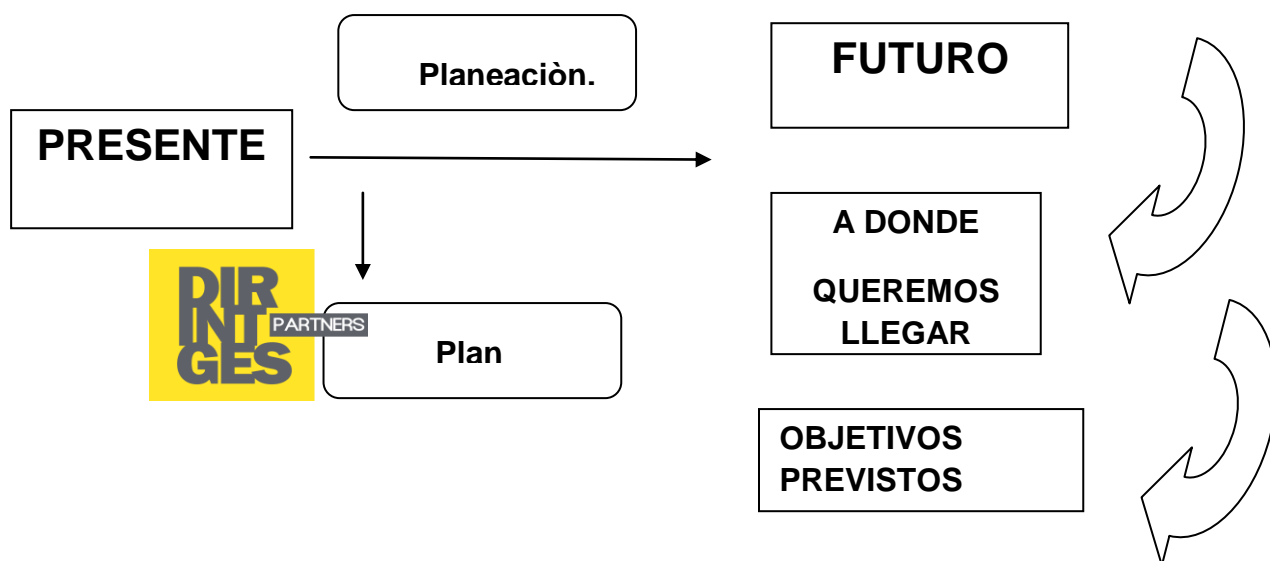 Planeaciòn.
FUTURO
PRESENTE
A DONDE
QUEREMOS
LLEGAR
DIR
INT
GES
PARTNERS
Plan
OBJETIVOS
PREVISTOS